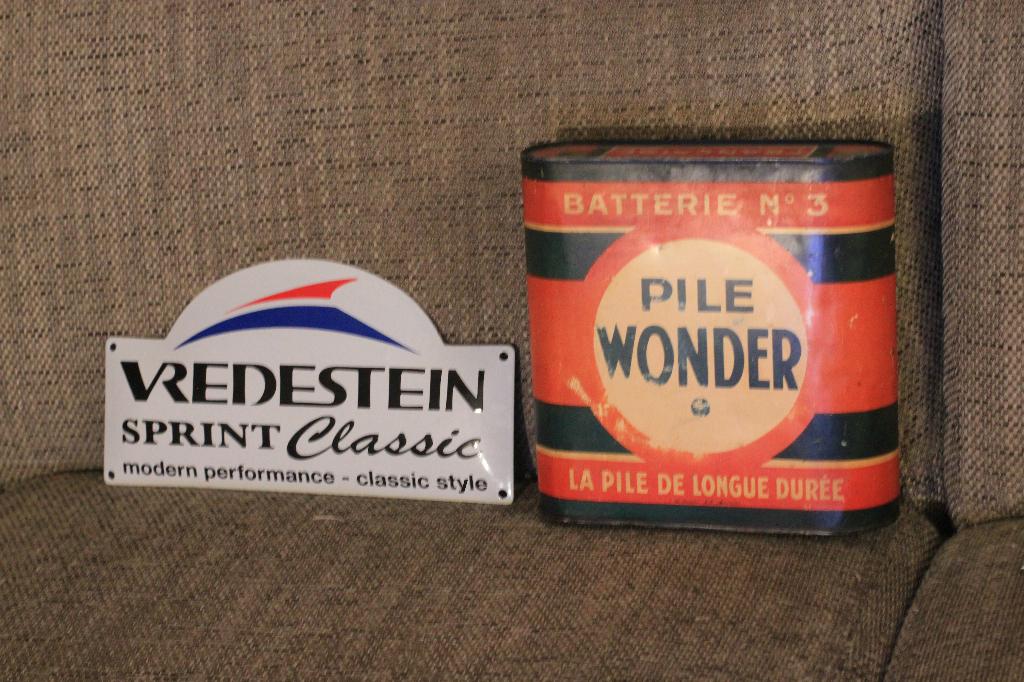 VREDESTEIN
SPRINT Classic
modern performance - classic style
BATTERIE Nº 3
PILE
WONDER
LA PILE DE LONGUE DURÉE